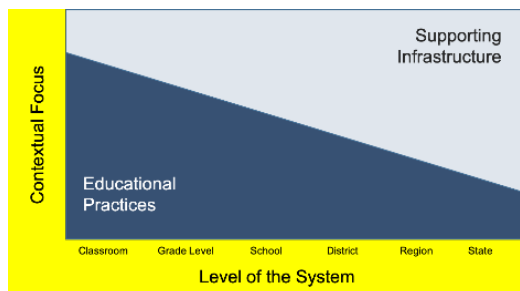 Supporting
Infrastructure
Contextual Focus
Educational
Practices
Classroom Grade Level School District Region State
Level of the System